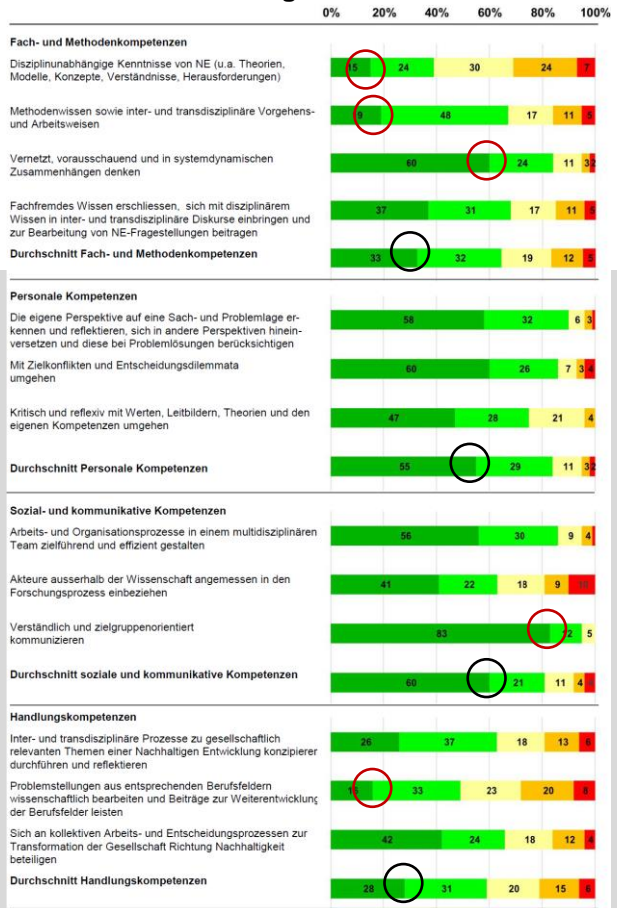 0% 20% 40% 60% 80% 100%
Fach- und Methodenkompetenzen
Disziplinunabhängige Kenntnisse von NE (u.a. Theorien,
Modelle, Konzepte, Verständnisse, Herausforderungen)
15 24 30 24 7
Methodenwissen sowie inter- und transdisziplinäre Vorgehens-
und Arbeitsweisen
19 48 17 11 5
Vernetzt, vorausschauend und in systemdynamischen
Zusammenhängen denken
60 24 11 3 2
Fachfremdes Wissen erschliessen, sich mit disziplinärem
Wissen in inter- und transdisziplinäre Diskurse einbringen und
zur Bearbeitung von NE-Fragestellungen beitragen
37 31 17 11
Durchschnitt Fach- und Methodenkompetenzen
33 32 19 12 5
Personale Kompetenzen
Die eigene Perspektive auf eine Sach- und Problemlage er-
kennen und reflektieren, sich in andere Perspektiven hinein-
versetzen und diese bei Problemlösungen berücksichtigen
58 32 6 3
Mit Zielkonflikten und Entscheidungsdilemmata
umgehen
60 26 7 3 4
Kritisch und reflexiv mit Werten, Leitbildern, Theorien und den
eigenen Kompetenzen umgehen
47 28 21 4
Durchschnitt Personale Kompetenzen
55 29 11 3 2
Sozial- und kommunikative Kompetenzen
Arbeits- und Organisationsprozesse in einem multidisziplinären
Team zielführend und effizient gestalten
56 30 9 4
Akteure ausserhalb der Wissenschaft angemessen in den
Forschungsprozess einbeziehen
41 22 18 9 10
Verständlich und zielgruppenorientiert
kommunizieren
83 12 5
Durchschnitt soziale und kommunikative Kompetenzen
60 21 11 4
Handlungskompetenzen
Inter- und transdisziplinäre Prozesse zu gesellschaftlich
relevanten Themen einer Nachhaltigen Entwicklung konzipieren
durchführen und reflektieren
26 37 18 13 6
Problemstellungen aus entsprechenden Berufsfeldern
wissenschaftlich bearbeiten und Beiträge zur Weiterentwicklung
der Berufsfelder leisten
16 33 23 20 8
Sich an kollektiven Arbeits- und Entscheidungsprozessen zur
Transformation der Gesellschaft Richtung Nachhaltigkeit
beteiligen
42 24 18 12 4
Durchschnitt Handlungskompetenzen
28 31 20 15 6